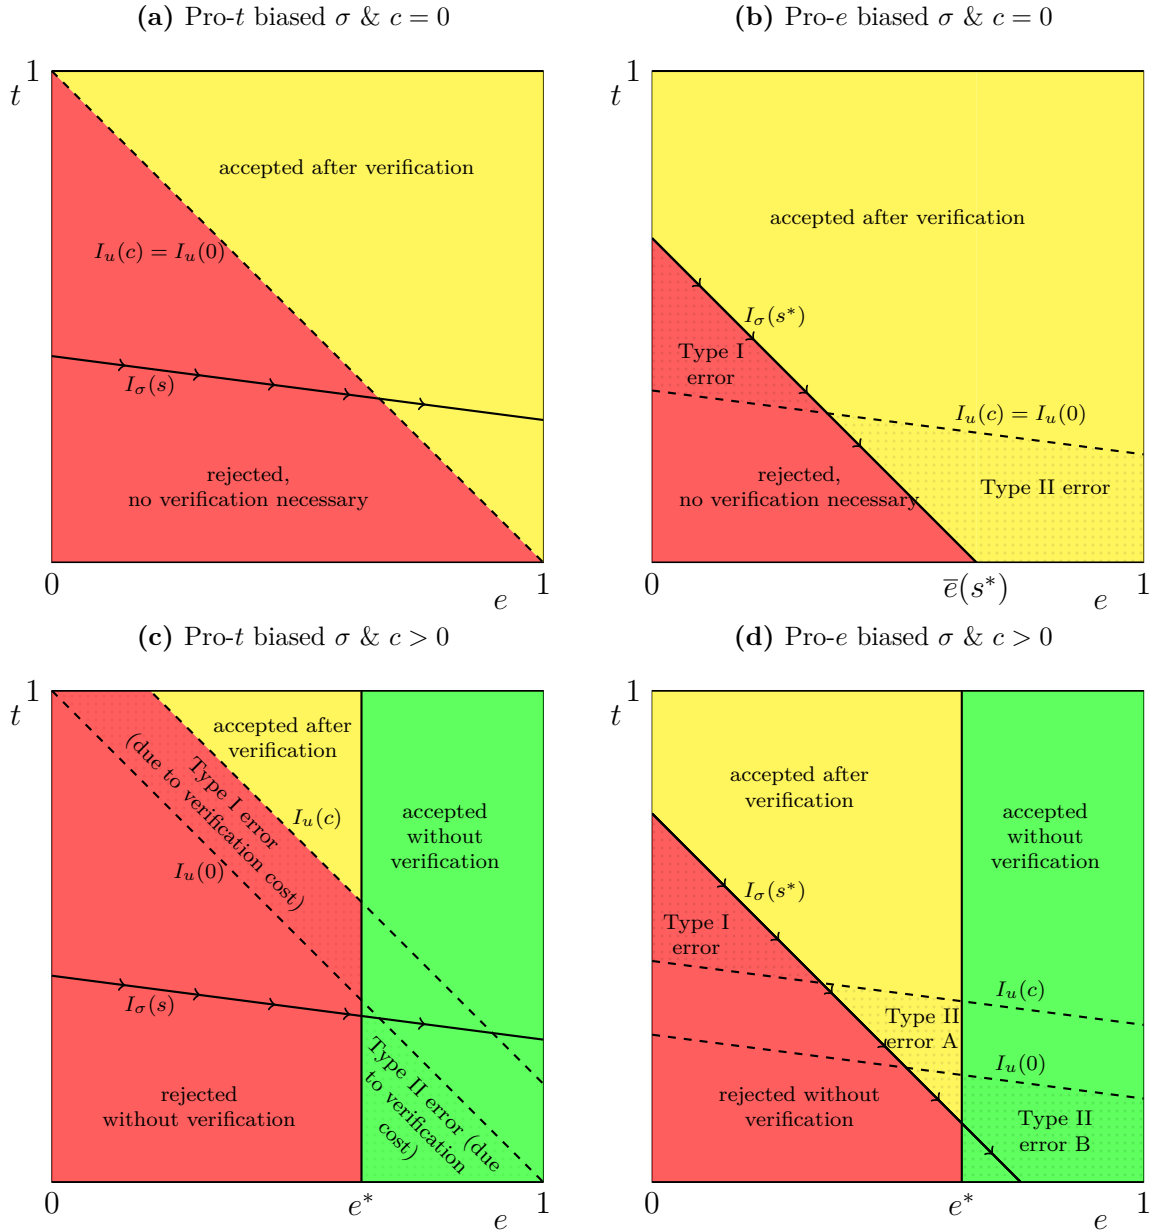 (a) Pro-t biased σ & c = 0
1
t
accepted after verification
I_u(c) = I_u(0)
I_σ(s)
rejected,
no verification necessary
0
e
1
(b) Pro-e biased σ & c = 0
1
t
accepted after verification
I_σ(s*)
Type I
error
I_u(c) = I_u(0)
rejected,
no verification necessary
Type II error
0
e̅(s*)
e
1
(c) Pro-t biased σ & c > 0
1
t
accepted after
verification
Type I error
(due to verification cost)
I_u(c)
I_u(0)
accepted
without
verification
I_σ(s)
rejected
without verification
Type II error (due
to verification
cost)
0
e*
e
1
(d) Pro-e biased σ & c > 0
1
t
accepted after
verification
accepted
without
verification
I_σ(s*)
Type I
error
I_u(c)
Type II
error A
I_u(0)
rejected without
verification
Type II
error B
0
e*
e
1